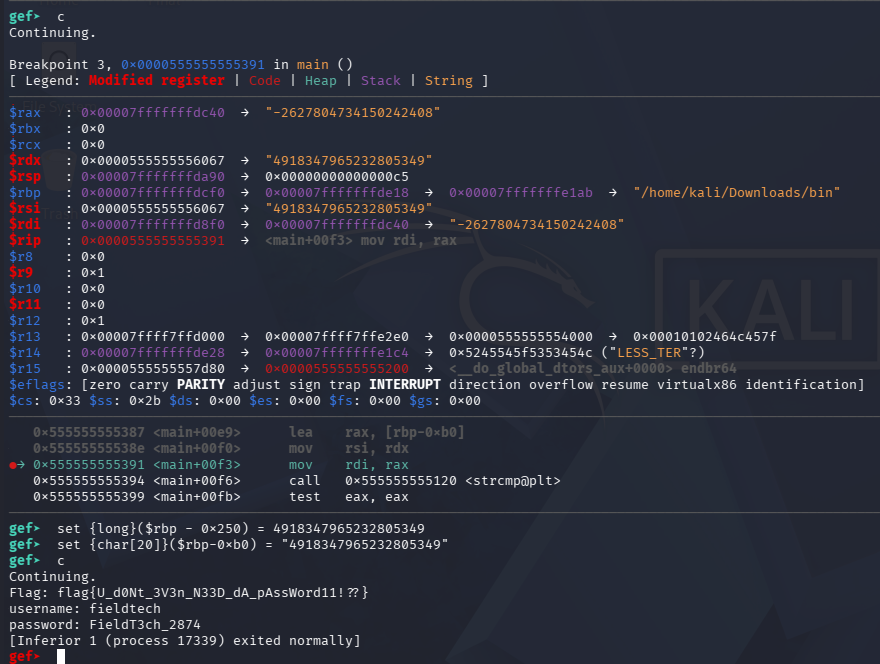 gef➤  c
Continuing.
Breakpoint 3, 0x0000555555555391 in main ()
[ Legend: Modified register | Code | Heap | Stack | String ]
$rax   : 0x00007fffffffdc40  →  "-2627804734150242408"
$rbx   : 0x0
$rcx   : 0x0
$rdx   : 0x0000555555556067  →  "4918347965232805349"
$rsp   : 0x00007fffffffda90  →  0x00000000000000c5
$rbp   : 0x00007fffffffdcf0  →  0x00007fffffffde18  →  0x00007fffffffe1ab  →  "/home/kali/Downloads/bin"
$rsi   : 0x0000555555556067  →  "4918347965232805349"
$rdi   : 0x00007fffffffd8f0  →  0x00007fffffffdc40  →  "-2627804734150242408"
$rip   : 0x0000555555555391  →  <main+00f3> mov rdi, rax
$r8    : 0x0
$r9    : 0x1
$r10   : 0x0
$r11   : 0x0
$r12   : 0x1
$r13   : 0x00007ffff7ffd000  →  0x00007ffff7ffe2e0  →  0x0000555555554000  →  0x00010102464c457f
$r14   : 0x00007fffffffde28  →  0x00007fffffffe1c4  →  0x5245545f5353454c ("LESS_TER"?)
$r15   : 0x0000555555557d80  →  0x0000555555555200  →  <__do_global_dtors_aux+0000> endbr64
$eflags: [zero carry PARITY adjust sign trap INTERRUPT direction overflow resume virtualx86 identification]
$cs: 0x33 $ss: 0x2b $ds: 0x00 $es: 0x00 $fs: 0x00 $gs: 0x00
0x555555555387 <main+00e9>      lea    rax, [rbp-0xb0]
0x55555555538e <main+00f0>      mov    rsi, rdx
●→ 0x555555555391 <main+00f3>      mov    rdi, rax
0x555555555394 <main+00f6>      call   0x555555555120 <strcmp@plt>
0x555555555399 <main+00fb>      test   eax, eax
gef➤  set {long}($rbp - 0x250) = 4918347965232805349
gef➤  set {char[20]}($rbp-0xb0) = "4918347965232805349"
gef➤  c
Continuing.
Flag: flag{U_d0Nt_3V3n_N33D_dA_pAssWord11!??}
username: fieldtech
password: FieldT3ch_2874
[Inferior 1 (process 17339) exited normally]
gef➤
KALI